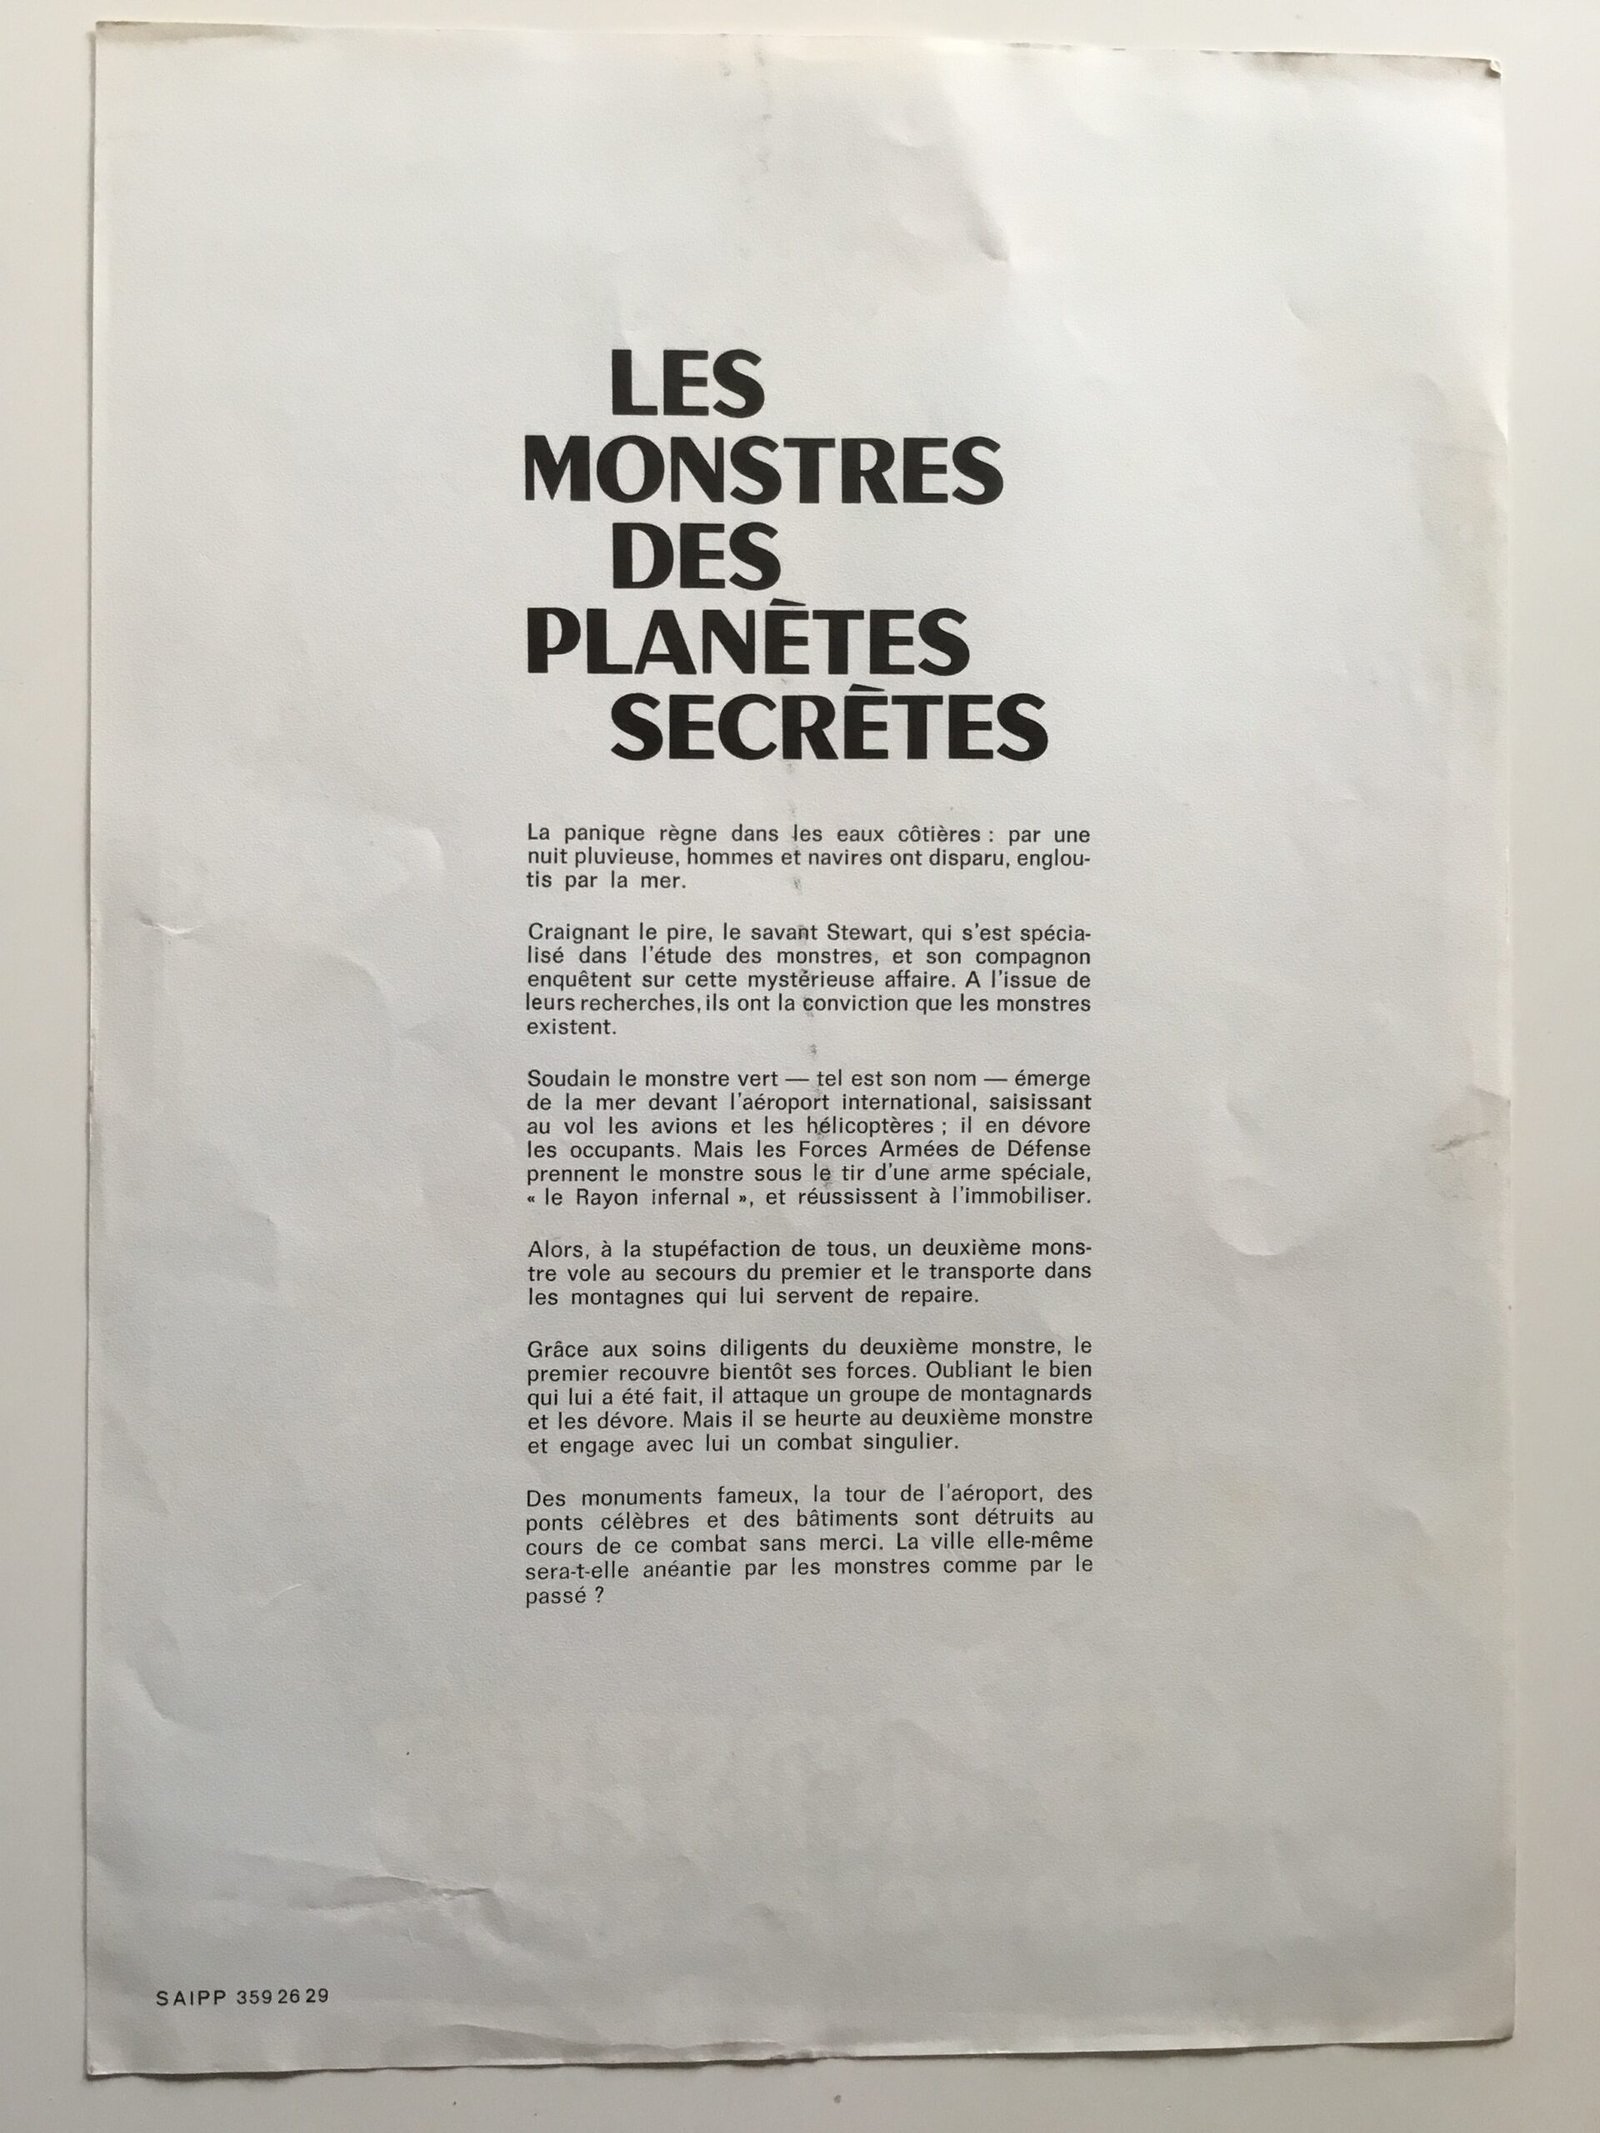 LES
MONSTRES
DES
PLANÈTES
SECRÈTES
La panique règne dans les eaux côtières : par une
nuit pluvieuse, hommes et navires ont disparu, englou-
tis par la mer.
Craignant le pire, le savant Stewart, qui s'est spécia-
lisé dans l'étude des monstres, et son compagnon
enquêtent sur cette mystérieuse affaire. A l'issue de
leurs recherches, ils ont la conviction que les monstres
existent.
Soudain le monstre vert — tel est son nom — émerge
de la mer devant l'aéroport international, saisissant
au vol les avions et les hélicoptères ; il en dévore
les occupants. Mais les Forces Armées de Défense
prennent le monstre sous le tir d'une arme spéciale,
« le Rayon infernal », et réussissent à l'immobiliser.
Alors, à la stupéfaction de tous, un deuxième mons-
tre vole au secours du premier et le transporte dans
les montagnes qui lui servent de repaire.
Grâce aux soins diligents du deuxième monstre, le
premier recouvre bientôt ses forces. Oubliant le bien
qui lui a été fait, il attaque un groupe de montagnards
et les dévore. Mais il se heurte au deuxième monstre
et engage avec lui un combat singulier.
Des monuments fameux, la tour de l'aéroport, des
ponts célèbres et des bâtiments sont détruits au
cours de ce combat sans merci. La ville elle-même
sera-t-elle anéantie par les monstres comme par le
passé ?
SAIPP 359 26 29